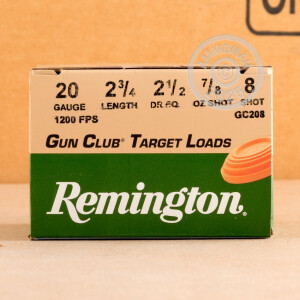 20 2¾ 2½ ⅞ 8
GAUGE LENGTH DR.EQ. OZ SHOT SHOT
1200 FPS GC208
GUN CLUB® TARGET LOADS
Remington®